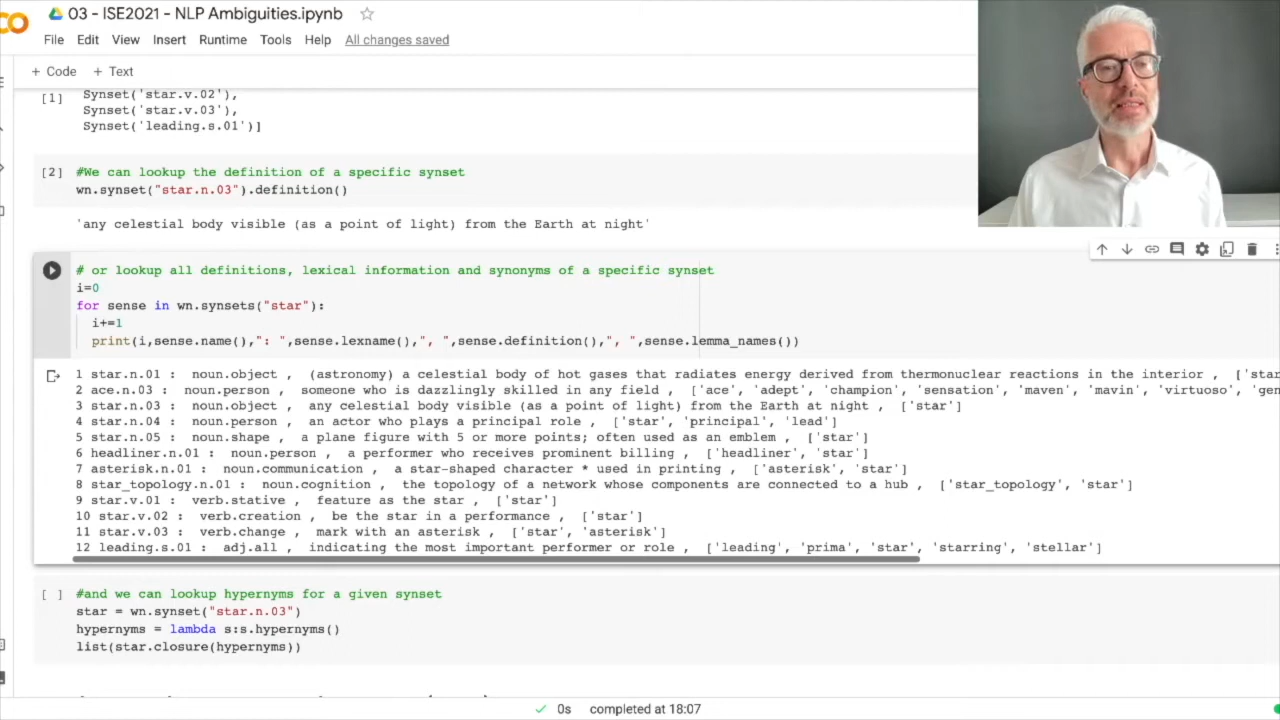 03 - ISE2021 - NLP Ambiguities.ipynb
File Edit View Insert Runtime Tools Help All changes saved
+ Code + Text
[1] Synset('star.v.02'),
Synset('star.v.03'),
Synset('leading.s.01')]
[2] #We can lookup the definition of a specific synset
wn.synset("star.n.03").definition()
'any celestial body visible (as a point of light) from the Earth at night'
# or lookup all definitions, lexical information and synonyms of a specific synset
i=0
for sense in wn.synsets("star"):
i+=1
print(i,sense.name(),": ",sense.lexname(),", ",sense.definition(),", ",sense.lemma_names())
1 star.n.01 :  noun.object ,  (astronomy) a celestial body of hot gases that radiates energy derived from thermonuclear reactions in the interior ,  ['star
2 ace.n.03 :  noun.person ,  someone who is dazzlingly skilled in any field ,  ['ace', 'adept', 'champion', 'sensation', 'maven', 'mavin', 'virtuoso', 'gen
3 star.n.03 :  noun.object ,  any celestial body visible (as a point of light) from the Earth at night ,  ['star']
4 star.n.04 :  noun.person ,  an actor who plays a principal role ,  ['star', 'principal', 'lead']
5 star.n.05 :  noun.shape ,  a plane figure with 5 or more points; often used as an emblem ,  ['star']
6 headliner.n.01 :  noun.person ,  a performer who receives prominent billing ,  ['headliner', 'star']
7 asterisk.n.01 :  noun.communication ,  a star-shaped character * used in printing ,  ['asterisk', 'star']
8 star_topology.n.01 :  noun.cognition ,  the topology of a network whose components are connected to a hub ,  ['star_topology', 'star']
9 star.v.01 :  verb.stative ,  feature as the star ,  ['star']
10 star.v.02 :  verb.creation ,  be the star in a performance ,  ['star']
11 star.v.03 :  verb.change ,  mark with an asterisk ,  ['star', 'asterisk']
12 leading.s.01 :  adj.all ,  indicating the most important performer or role ,  ['leading', 'prima', 'star', 'starring', 'stellar']
[ ] #and we can lookup hypernyms for a given synset
star = wn.synset("star.n.03")
hypernyms = lambda s:s.hypernyms()
list(star.closure(hypernyms))
0s completed at 18:07